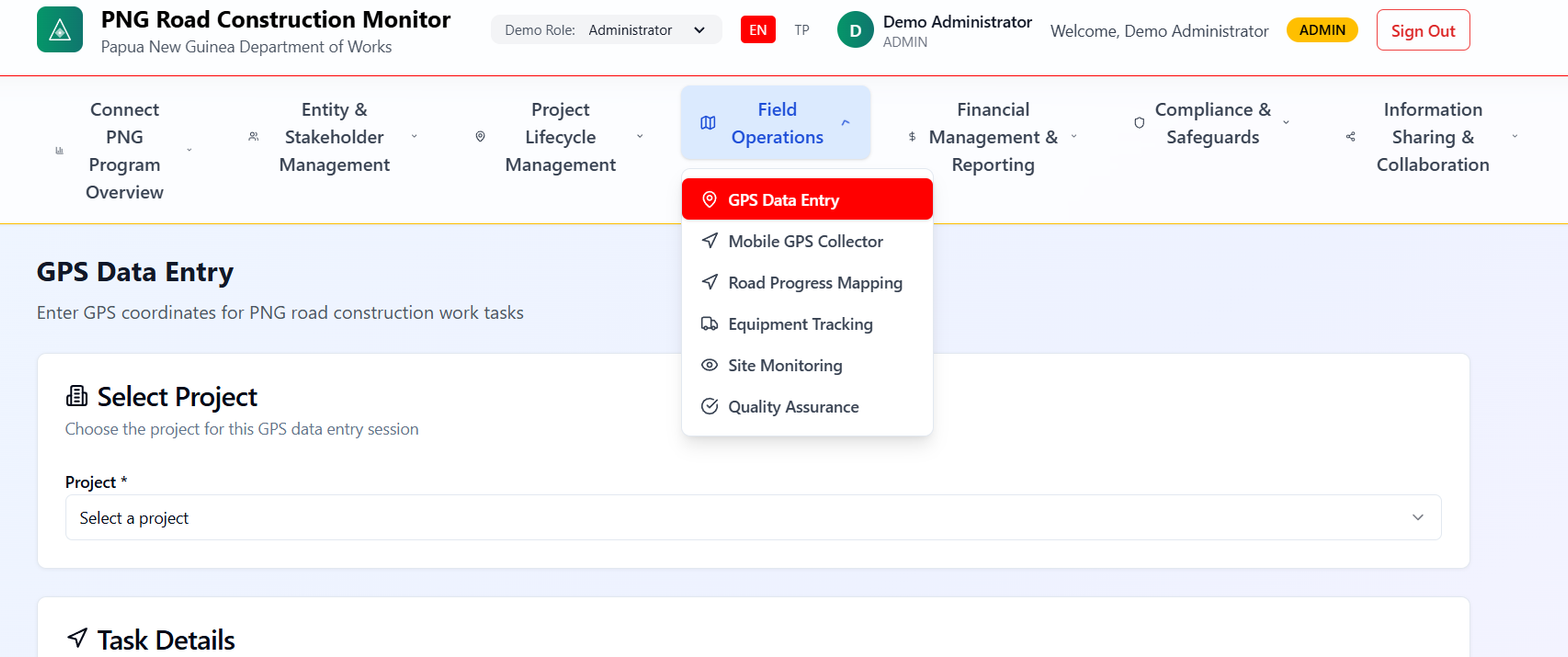 PNG Road Construction Monitor
Papua New Guinea Department of Works
Demo Role: Administrator
EN
TP
D
Demo Administrator
ADMIN
Welcome, Demo Administrator
ADMIN
Sign Out
Connect
PNG
Program
Overview
Entity &
Stakeholder
Management
Project
Lifecycle
Management
Field
Operations
Financial
Management &
Reporting
Compliance &
Safeguards
Information
Sharing &
Collaboration
GPS Data Entry
Mobile GPS Collector
Road Progress Mapping
Equipment Tracking
Site Monitoring
Quality Assurance
GPS Data Entry
Enter GPS coordinates for PNG road construction work tasks
Select Project
Choose the project for this GPS data entry session
Project *
Select a project
Task Details